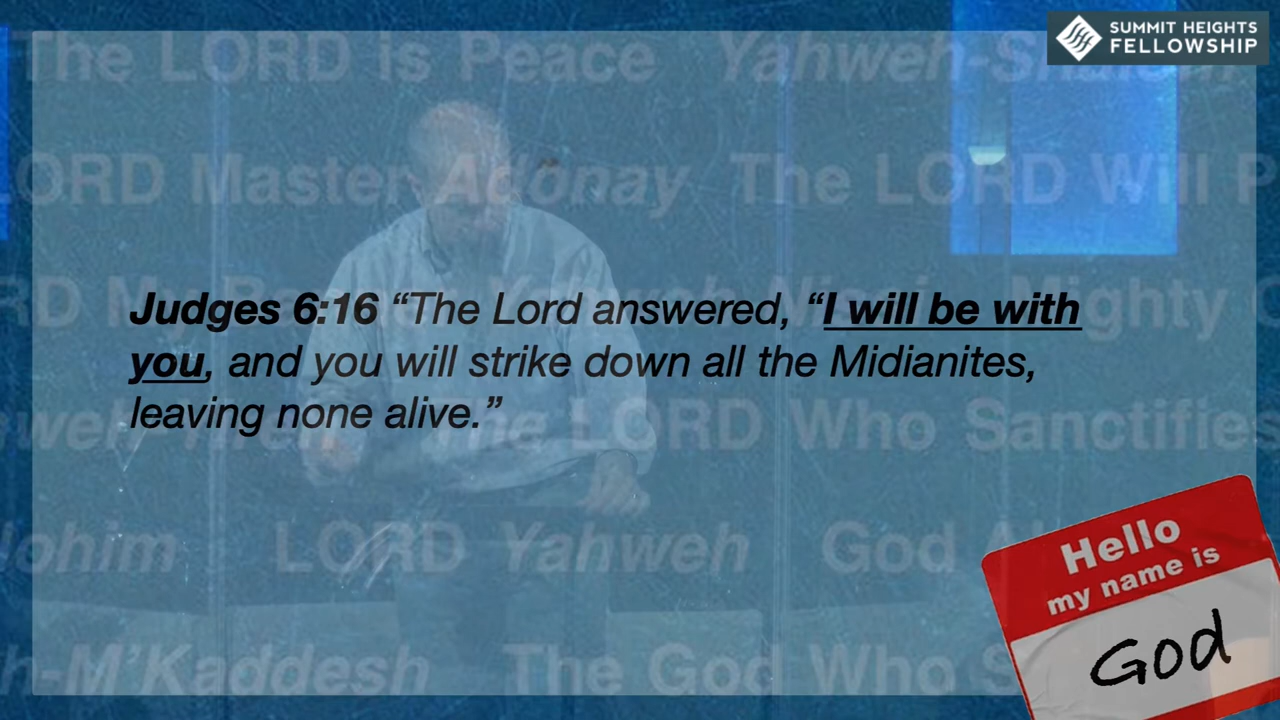 SUMMIT HEIGHTS
FELLOWSHIP
The LORD is Peace Yahweh-Shalom
LORD Master Adonay The LORD Will
Mighty
Judges 6:16 “The Lord answered, “I will be with
you, and you will strike down all the Midianites,
leaving none alive.”
The LORD Who Sanctifies
LORD Yahweh God
Hello
my name is
God
h-M’Kaddesh The God Who